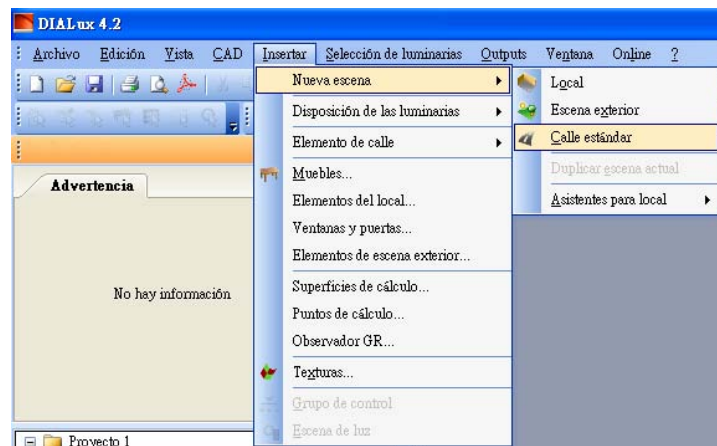 DIALux 4.2
Archivo Edición Vista CAD Insertar Selección de luminarias Outputs Ventana Online ?
Nueva escena
Disposición de las luminarias
Elemento de calle
Muebles...
Elementos del local...
Ventanas y puertas...
Elementos de escena exterior...
Superficies de cálculo...
Puntos de cálculo...
Observador GR...
Texturas...
Grupo de control
Escena de luz
Local
Escena exterior
Calle estándar
Duplicar escena actual
Asistentes para local
Advertencia
No hay información
Proyecto 1